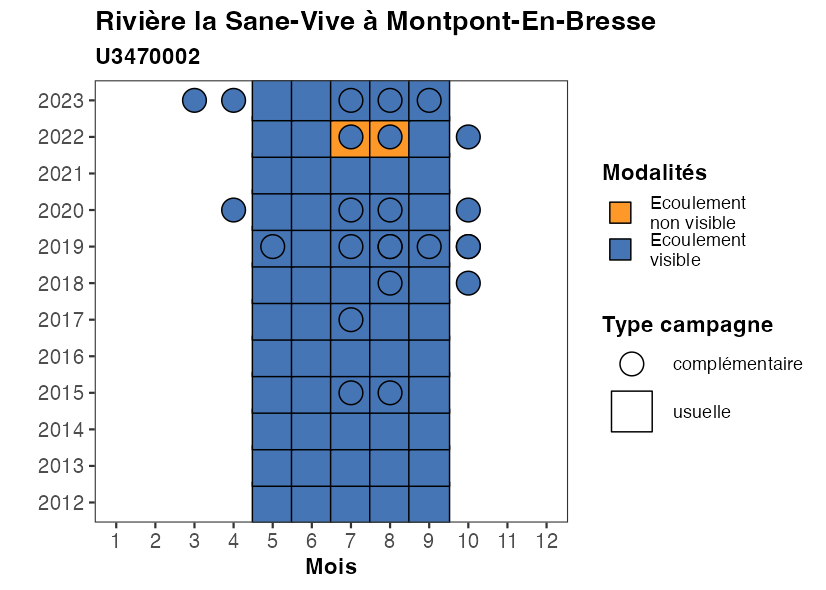 Rivière la Sane-Vive à Montpont-En-Bresse
U3470002
2023
2022
2021
2020
2019
2018
2017
2016
2015
2014
2013
2012
1 2 3 4 5 6 7 8 9 10 11 12
Mois
Modalités
Ecoulement
non visible
Ecoulement
visible
Type campagne
complémentaire
usuelle